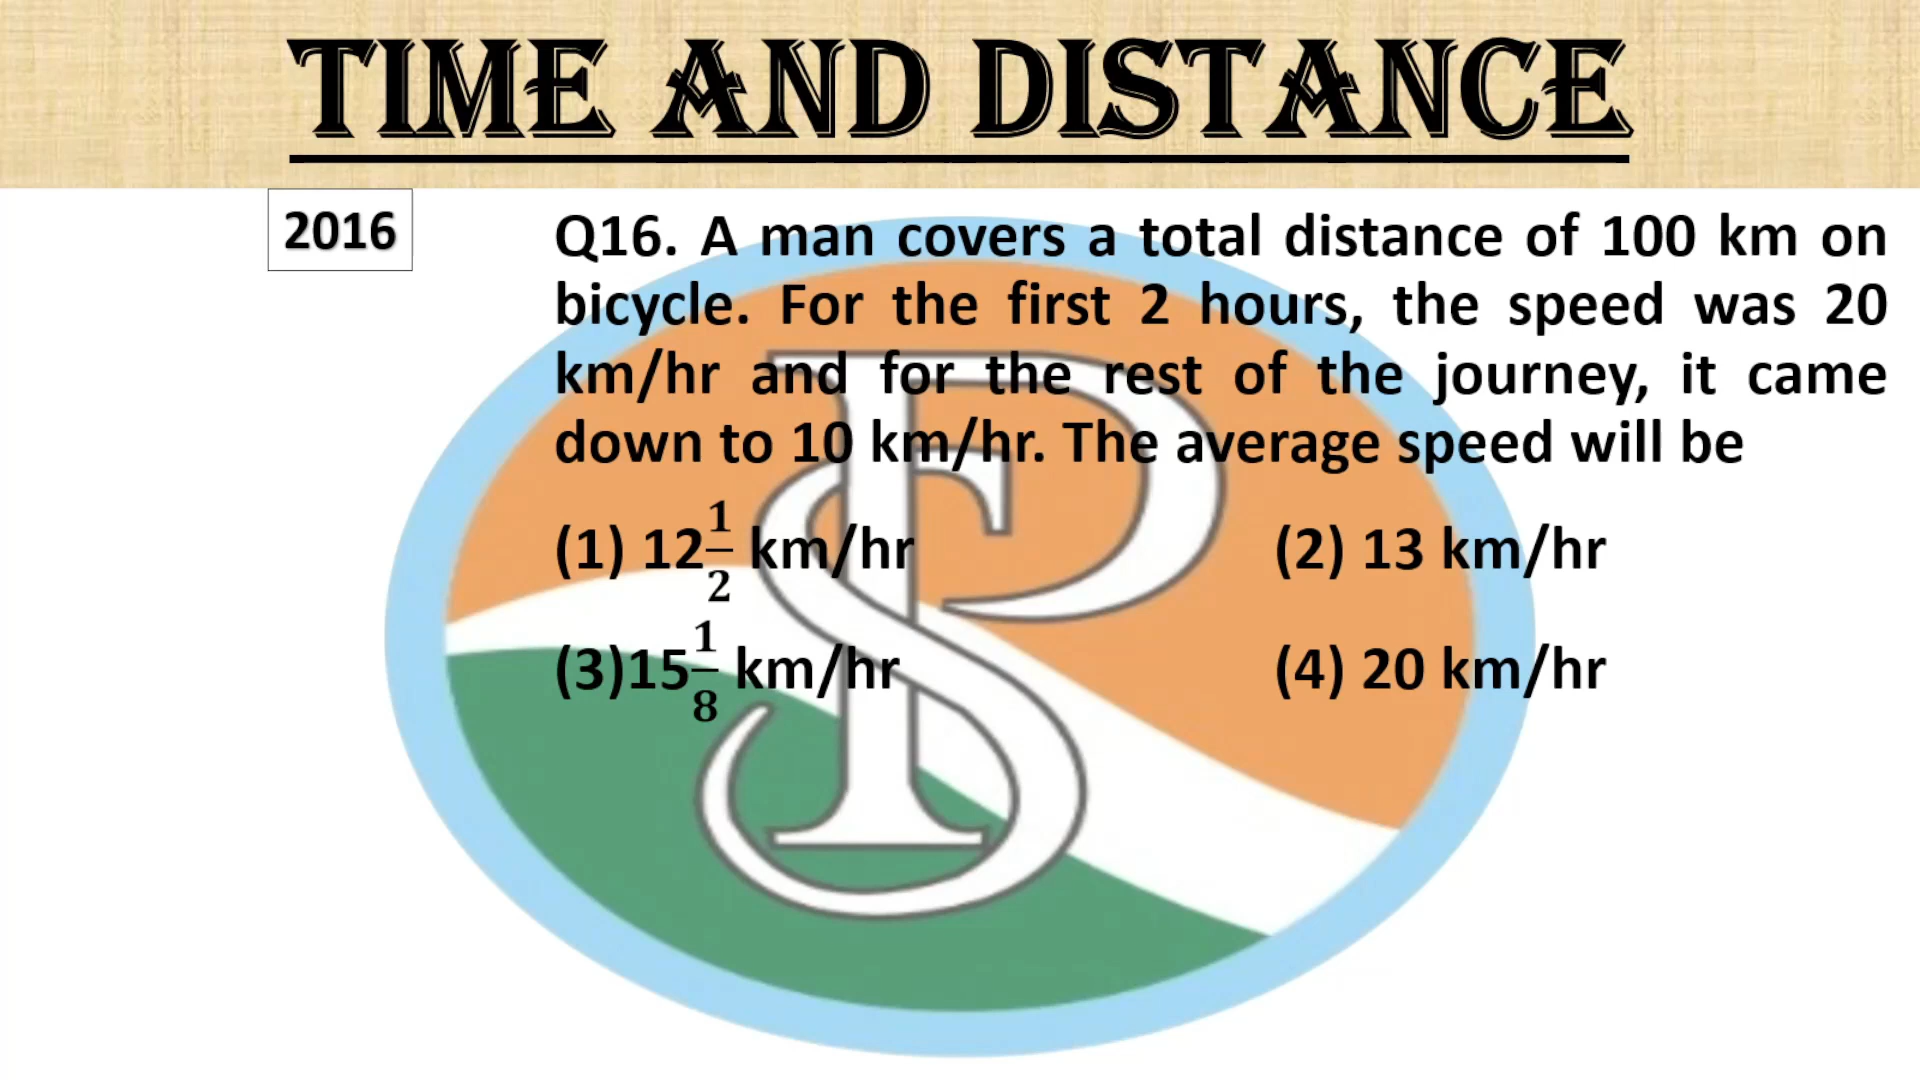 TIME AND DISTANCE
2016
Q16. A man covers a total distance of 100 km on
bicycle. For the first 2 hours, the speed was 20
km/hr and for the rest of the journey, it came
down to 10 km/hr. The average speed will be
(1) 12 1/2 km/hr (2) 13 km/hr
(3)15 1/8 km/hr (4) 20 km/hr